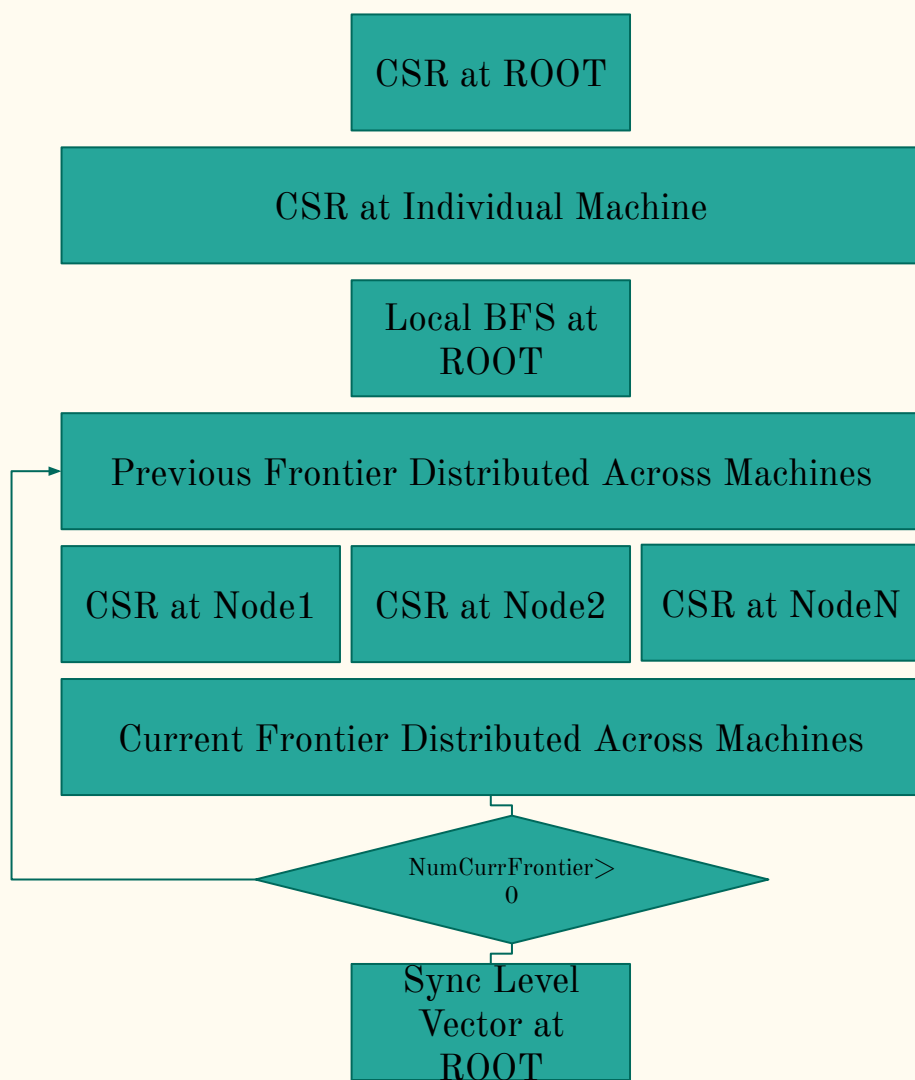 CSR at ROOT
CSR at Individual Machine
Local BFS at
ROOT
Previous Frontier Distributed Across Machines
CSR at Node1
CSR at Node2
CSR at NodeN
Current Frontier Distributed Across Machines
NumCurrFrontier>
0
Sync Level
Vector at
ROOT